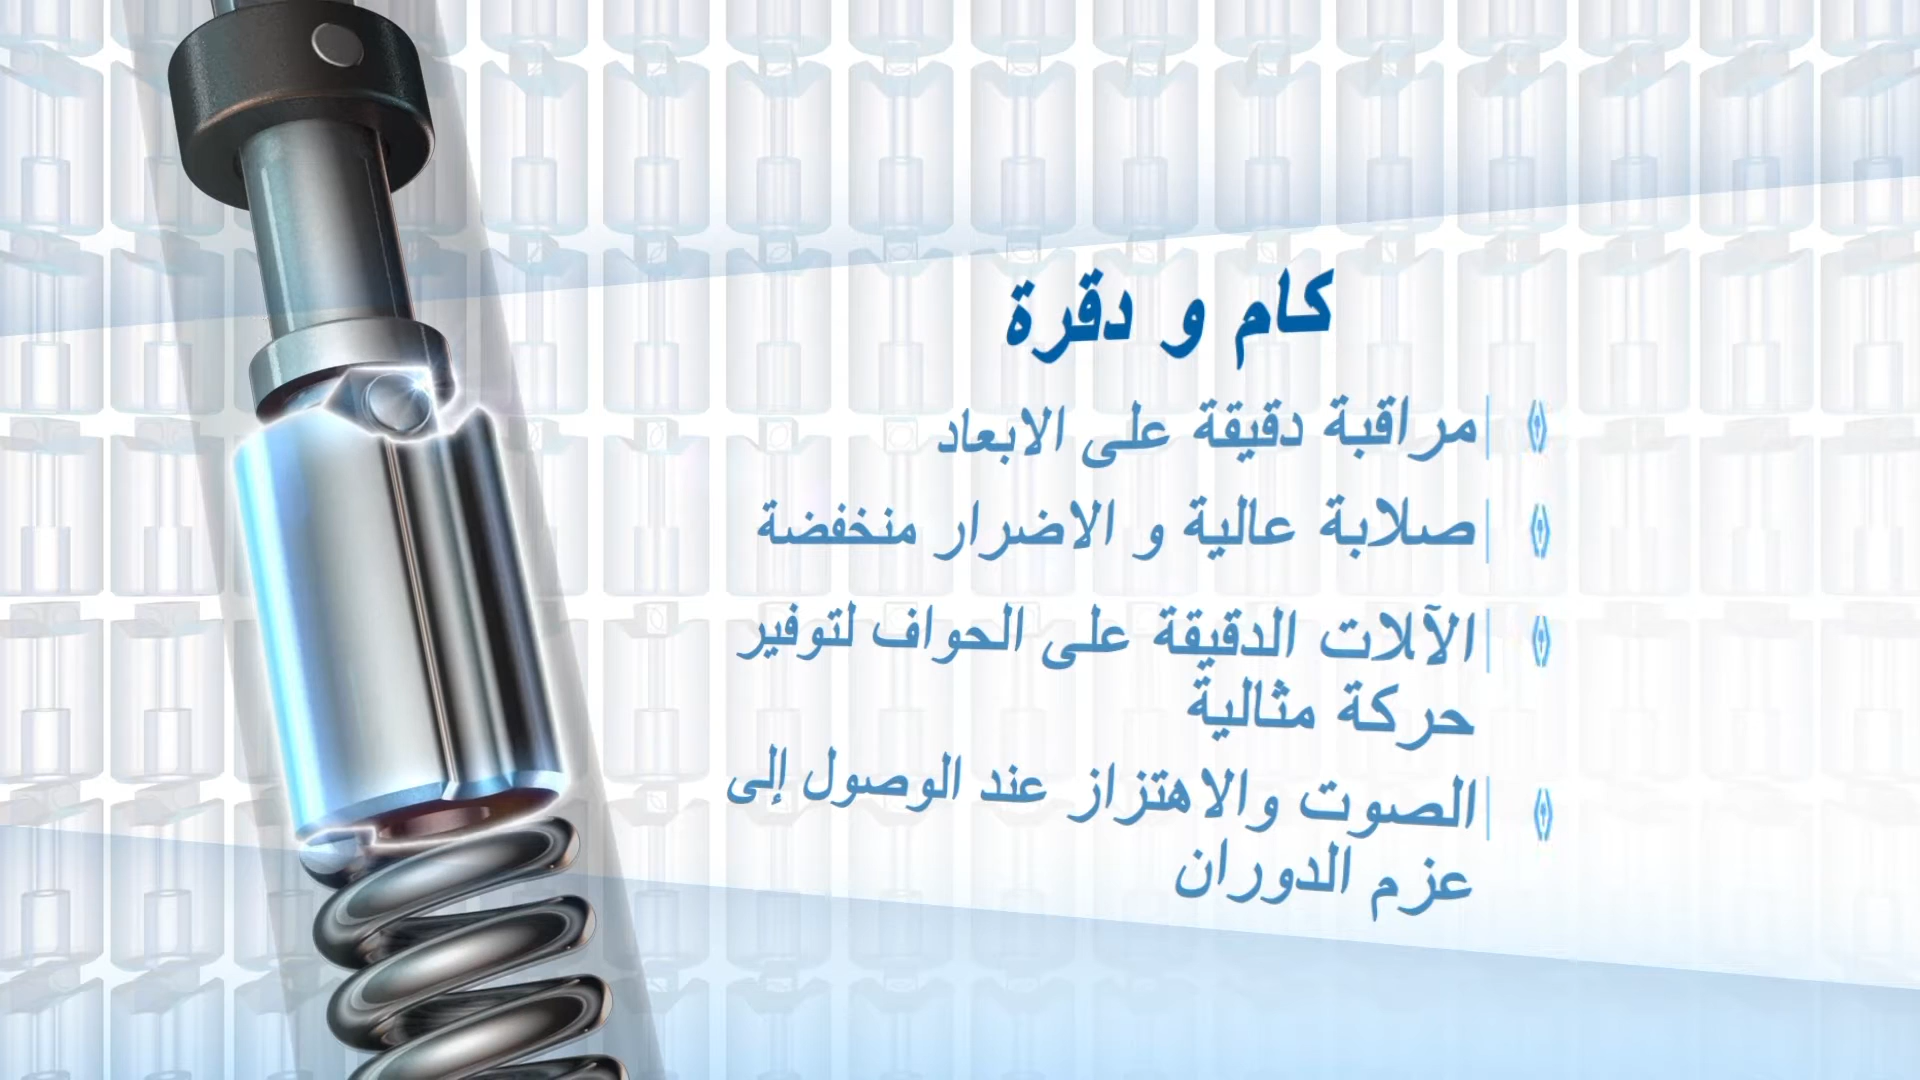 كام و دقرة
مراقبة دقيقة على الابعاد
صلابة عالية و الاضرار منخفضة
الآلات الدقيقة على الحواف لتوفير
حركة مثالية
الصوت والاهتزاز عند الوصول إلى
عزم الدوران